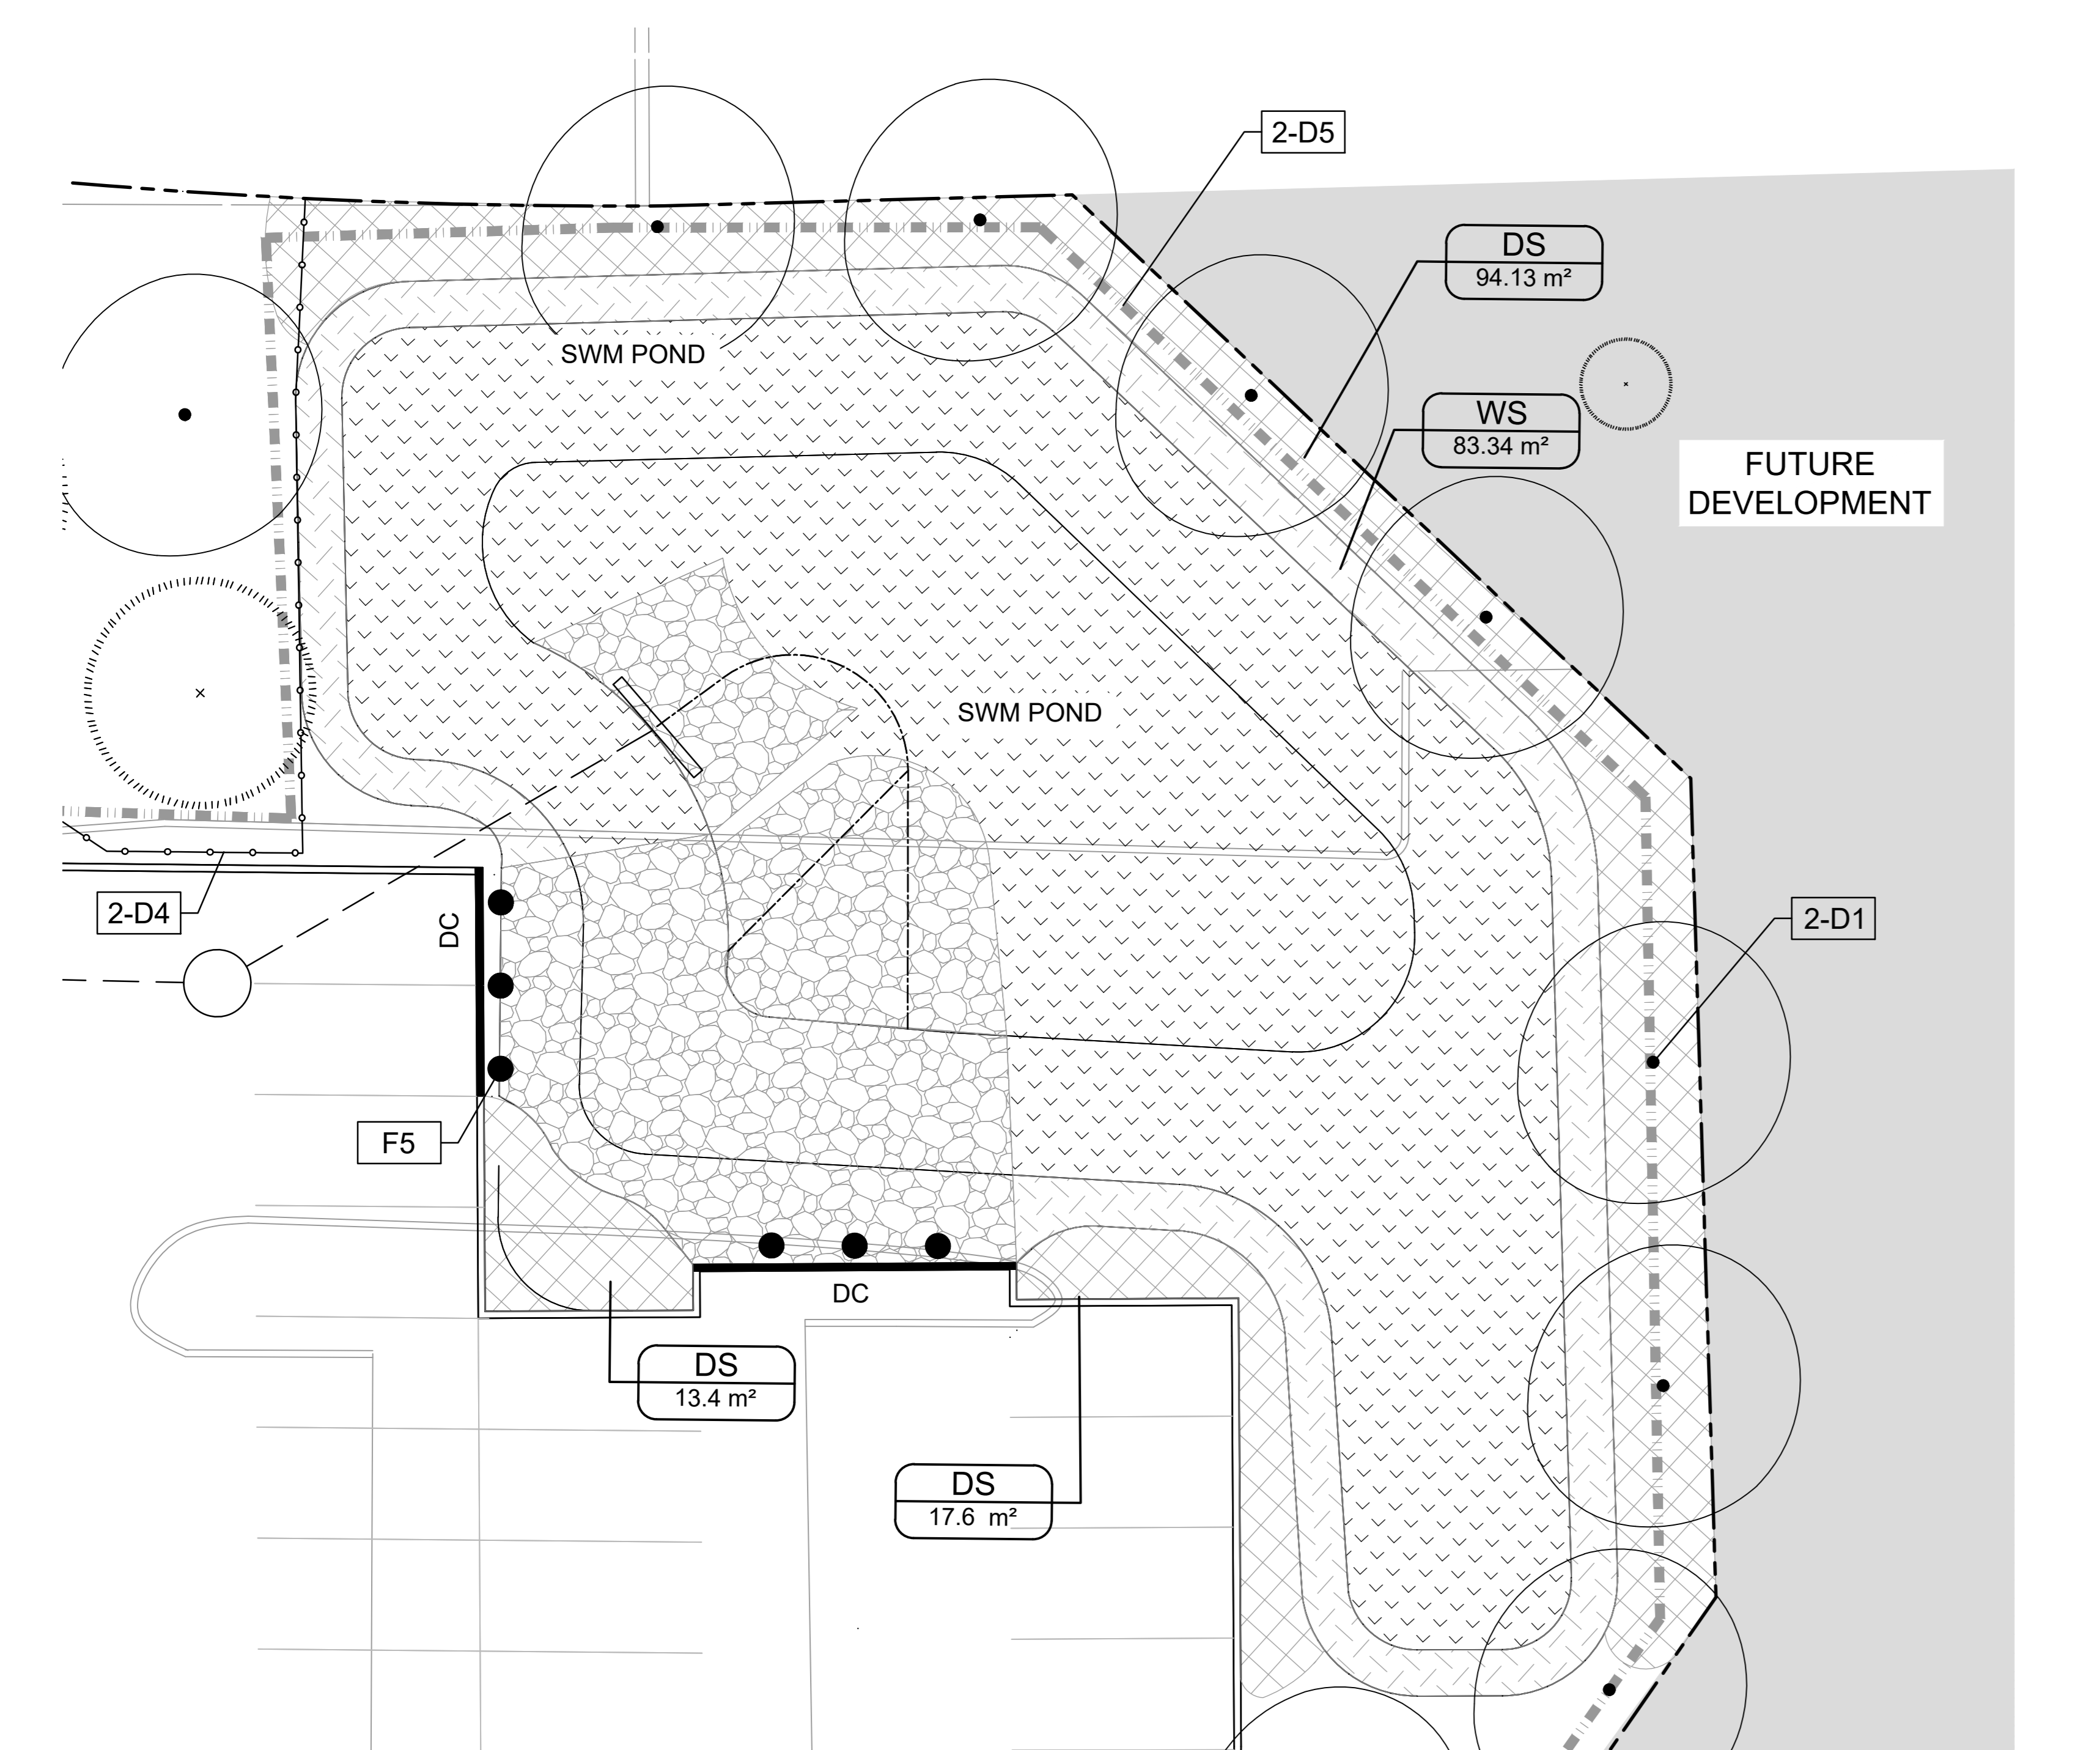 2-D5
DS
94.13 m²
SWM POND
WS
83.34 m²
FUTURE
DEVELOPMENT
SWM POND
2-D4
DC
2-D1
F5
DC
DS
13.4 m²
DS
17.6 m²